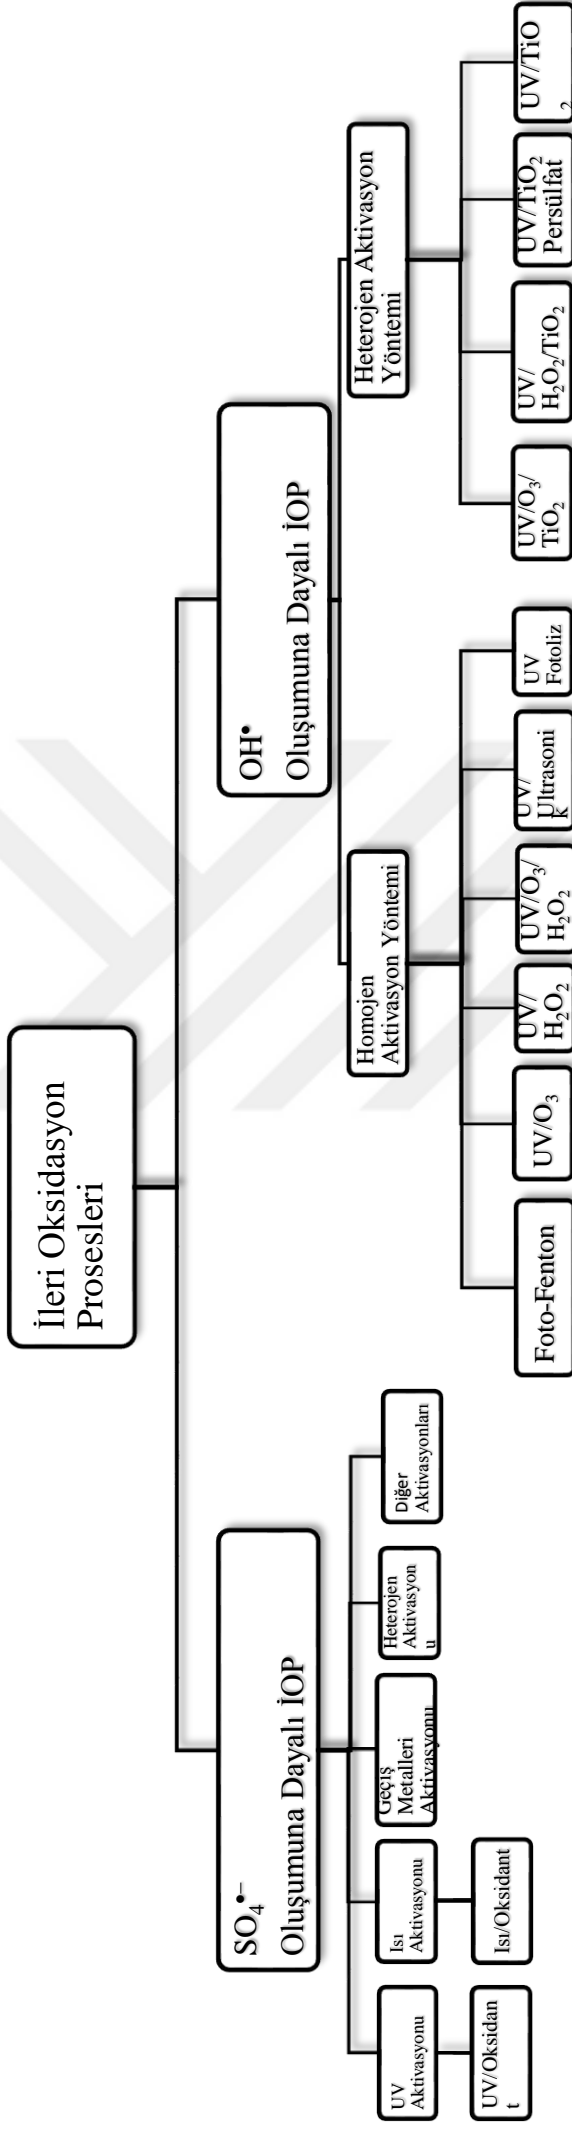 İleri Oksidasyon
Prosesleri
SO₄•–
Oluşumuna Dayalı İOP
OH•
Oluşumuna Dayalı İOP
UV
Aktivasyonu
Isı
Aktivasyonu
Geçiş
Metalleri
Aktivasyonu
Heterojen
Aktivasyon
u
Diğer
Aktivasyonları
UV/Oksidan
t
Isı/Oksidant
Homojen
Aktivasyon Yöntemi
Heterojen Aktivasyon
Yöntemi
Foto-Fenton
UV/O₃
UV/
H₂O₂
UV/O₃/
H₂O₂
UV/
Ultrasoni
k
UV
Fotoliz
UV/O₃/
TiO₂
UV/
H₂O₂/TiO₂
UV/TiO₂
Persülfat
UV/TiO
₂